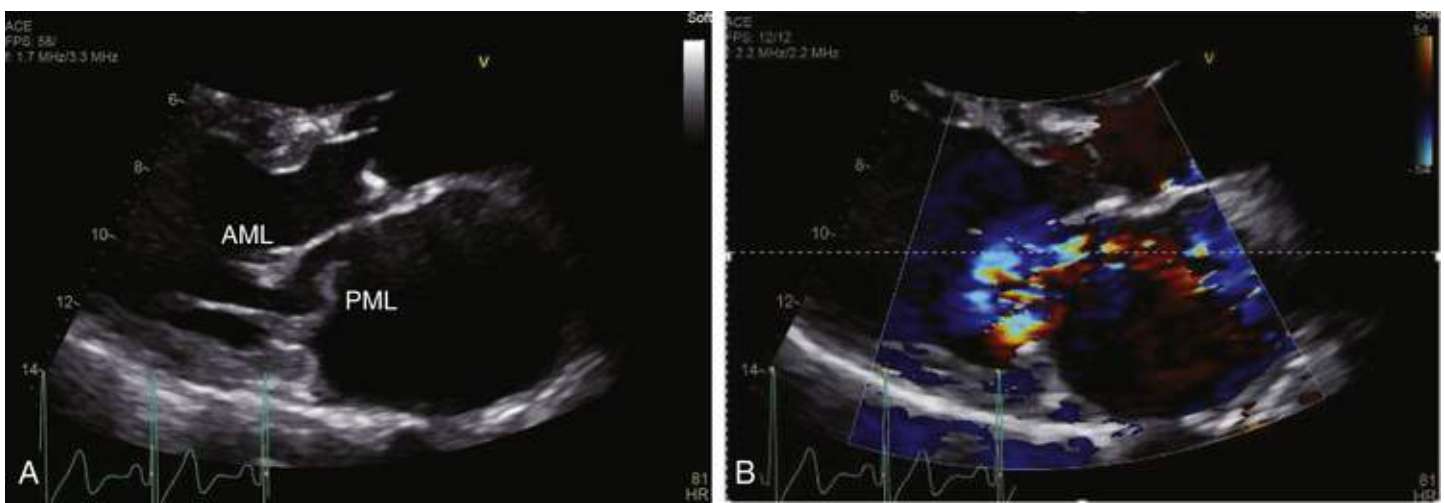 ACE
FPS: 58/
f: 1.7 MHz/3.3 MHz
Soft
V
6
8
10
12
14
AML
PML
A
81
HR
ACE
FPS: 12/12
f: 2.2 MHz/2.2 MHz
V
6
8
10
12
14
B
81
HR